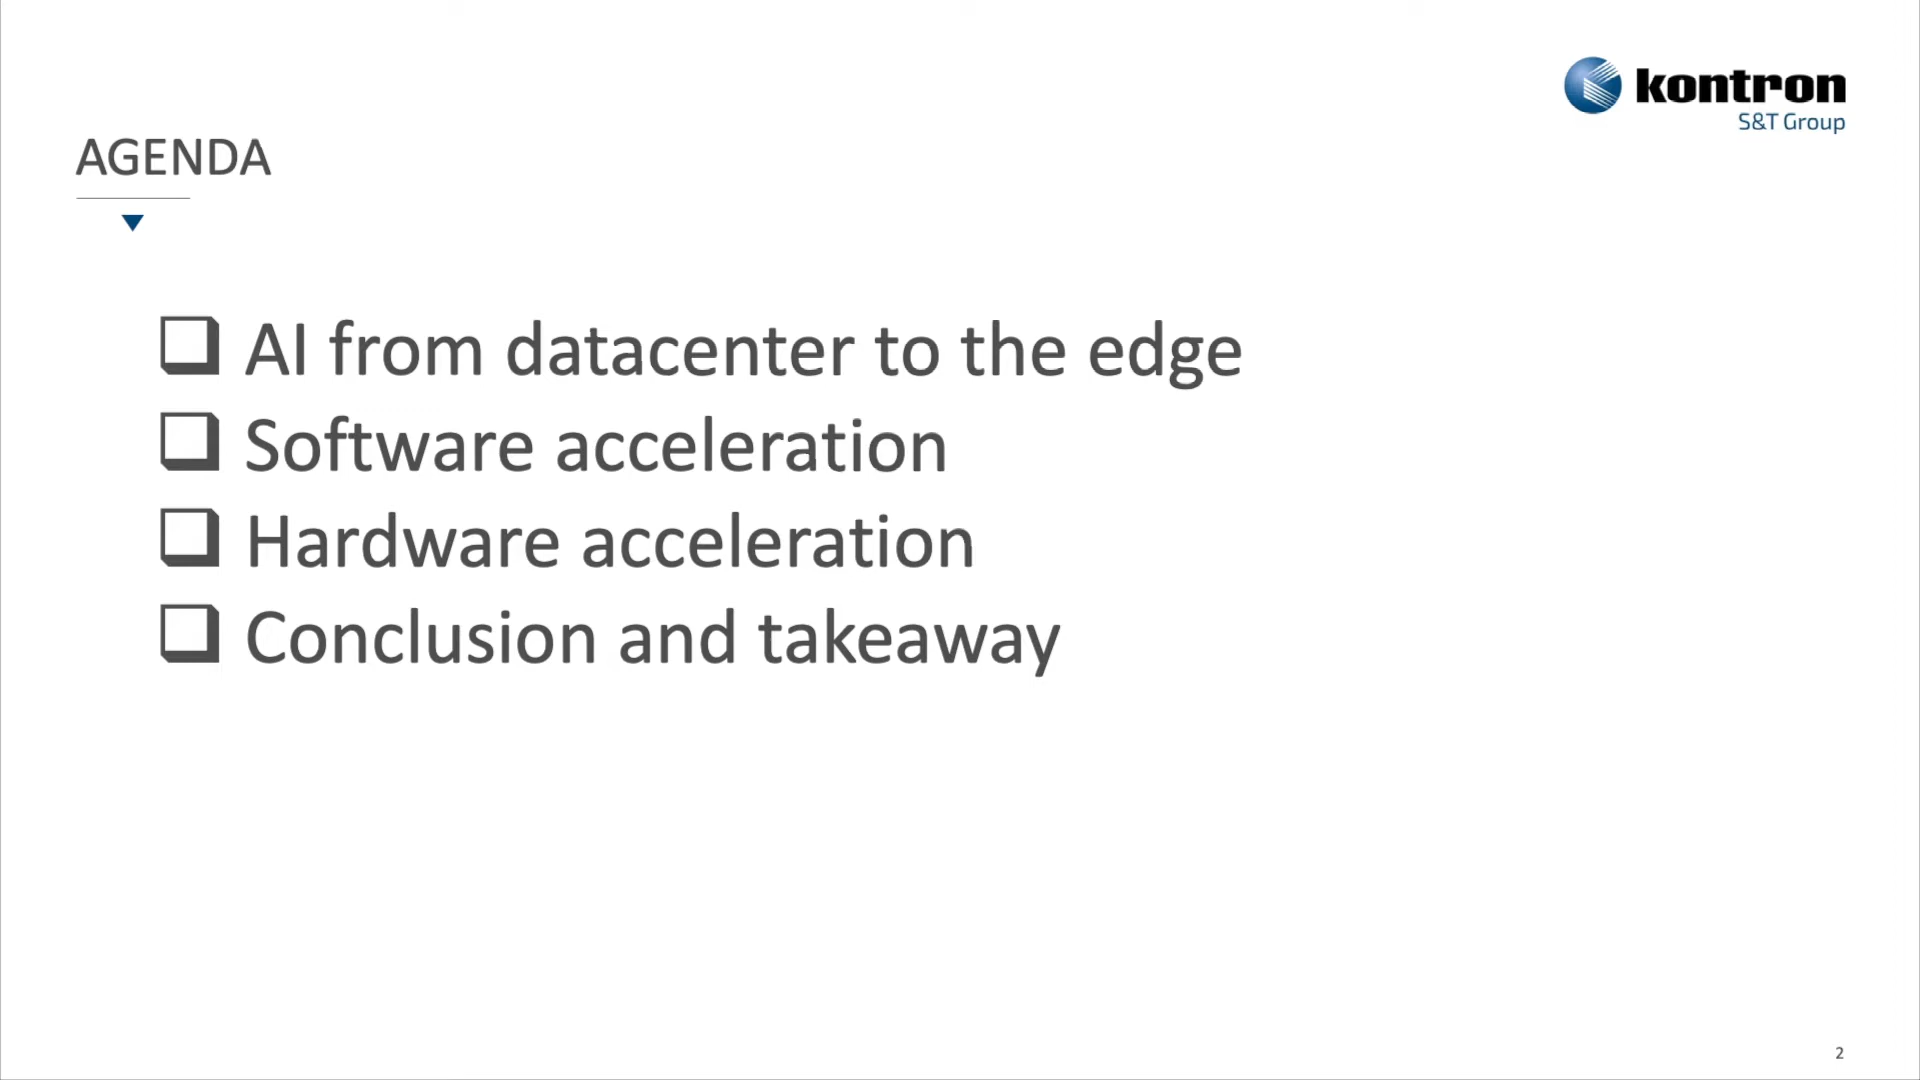 kontron
S&T Group
AGENDA
AI from datacenter to the edge
Software acceleration
Hardware acceleration
Conclusion and takeaway
2